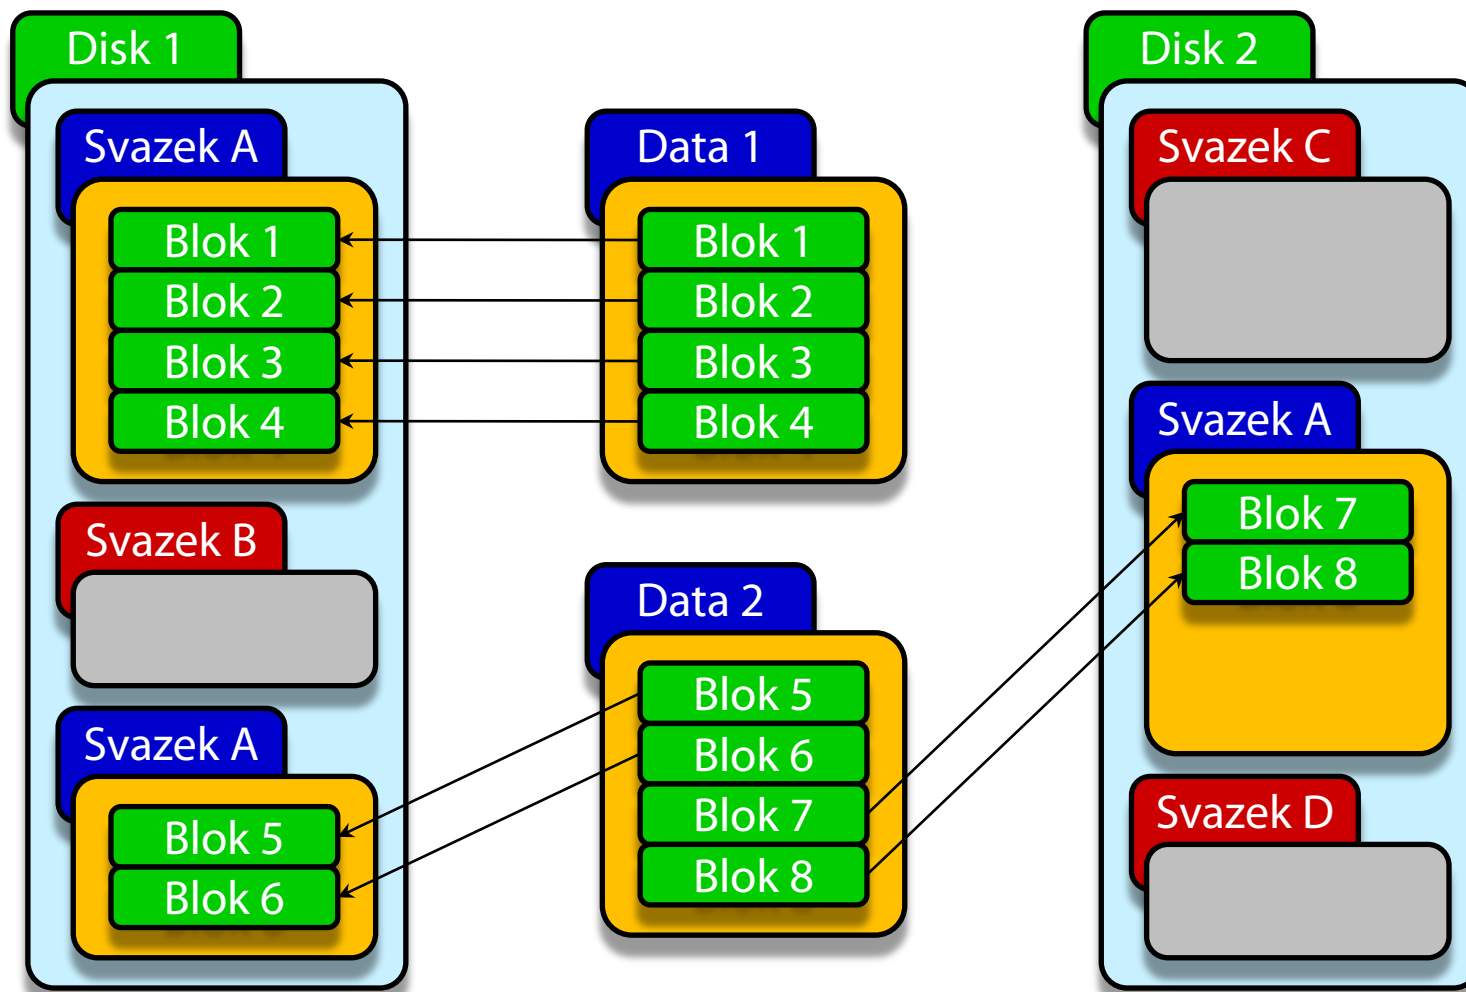 Disk 1
Svazek A
Blok 1
Blok 2
Blok 3
Blok 4
Svazek B
Svazek A
Blok 5
Blok 6
Data 1
Blok 1
Blok 2
Blok 3
Blok 4
Data 2
Blok 5
Blok 6
Blok 7
Blok 8
Disk 2
Svazek C
Svazek A
Blok 7
Blok 8
Svazek D